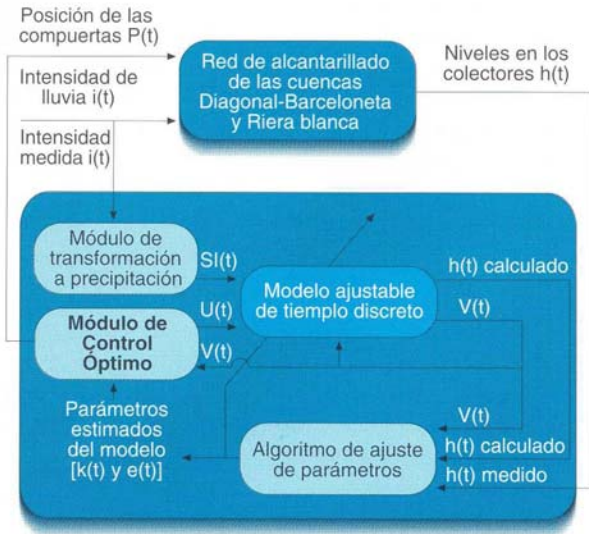 Posición de las
compuertas P(t)
Intensidad de
lluvia i(t)
Intensidad
medida i(t)
Red de alcantarillado
de las cuencas
Diagonal-Barceloneta
y Riera blanca
Niveles en los
colectores h(t)
Módulo de
transformación
a precipitación
SI(t)
Módulo de
Control
Óptimo
U(t)
V(t)
Modelo ajustable
de tiemplo discreto
h(t) calculado
V(t)
Parámetros
estimados
del modelo
[k(t) y e(t)]
Algoritmo de ajuste
de parámetros
V(t)
h(t) calculado
h(t) medido